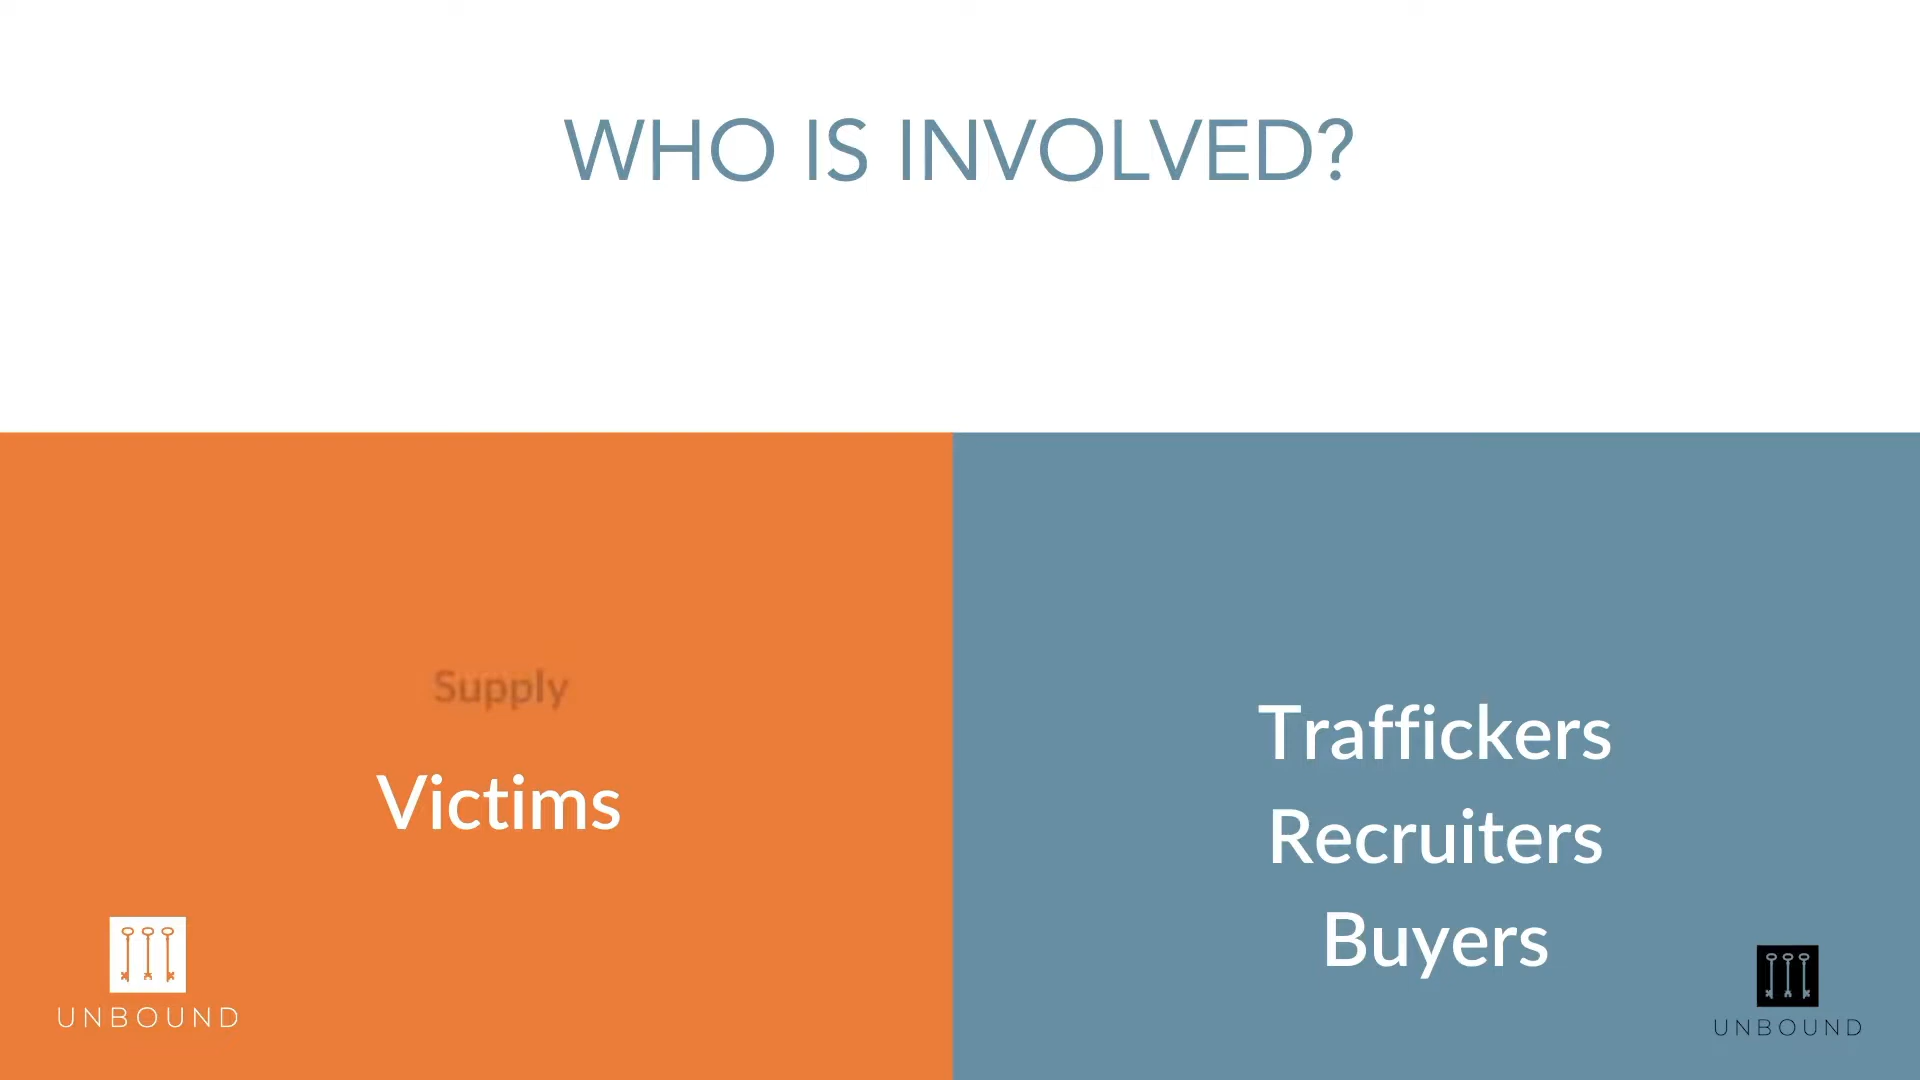 WHO IS INVOLVED?
Supply
Victims
Traffickers
Recruiters
Buyers
UNBOUND
UNBOUND